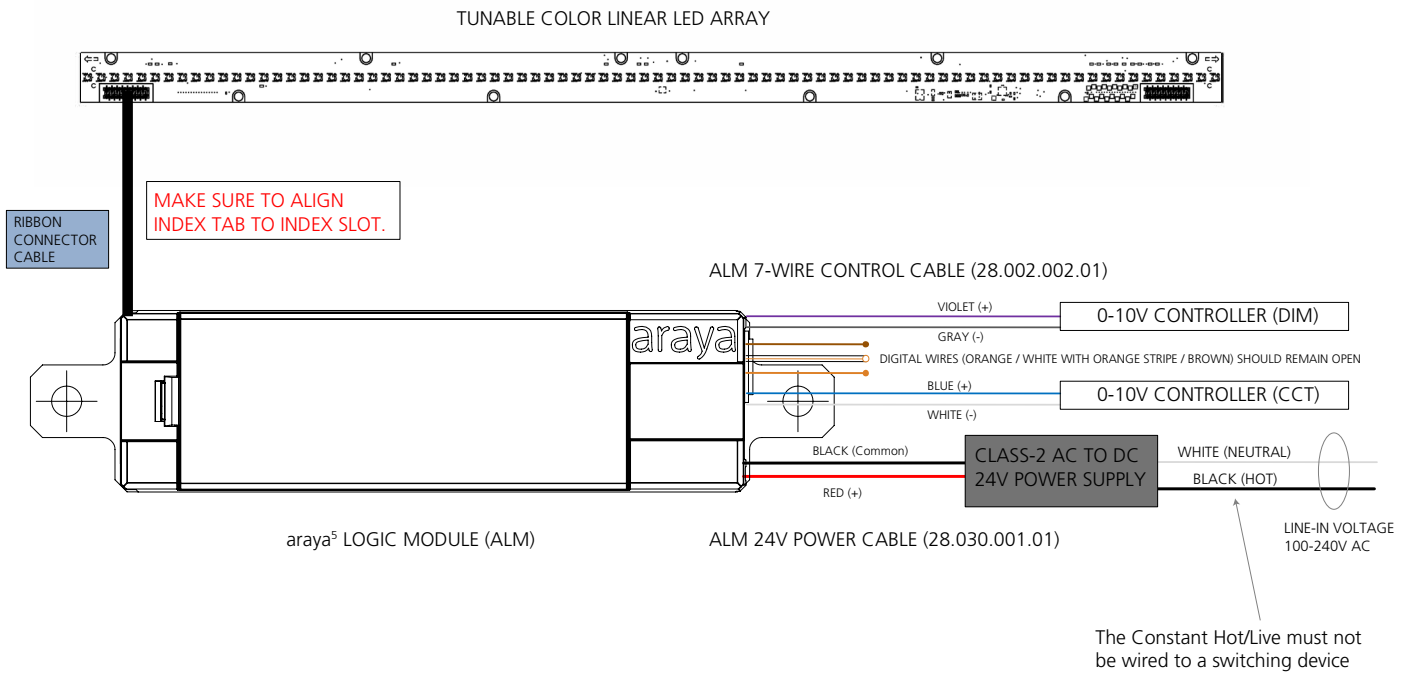 TUNABLE COLOR LINEAR LED ARRAY
C
C
C
C
MAKE SURE TO ALIGN
INDEX TAB TO INDEX SLOT.
RIBBON
CONNECTOR
CABLE
ALM 7-WIRE CONTROL CABLE (28.002.002.01)
VIOLET (+)
0-10V CONTROLLER (DIM)
GRAY (-)
araya
DIGITAL WIRES (ORANGE / WHITE WITH ORANGE STRIPE / BROWN) SHOULD REMAIN OPEN
BLUE (+)
0-10V CONTROLLER (CCT)
WHITE (-)
BLACK (Common)
CLASS-2 AC TO DC
24V POWER SUPPLY
WHITE (NEUTRAL)
BLACK (HOT)
RED (+)
LINE-IN VOLTAGE
100-240V AC
araya⁵ LOGIC MODULE (ALM)
ALM 24V POWER CABLE (28.030.001.01)
The Constant Hot/Live must not
be wired to a switching device